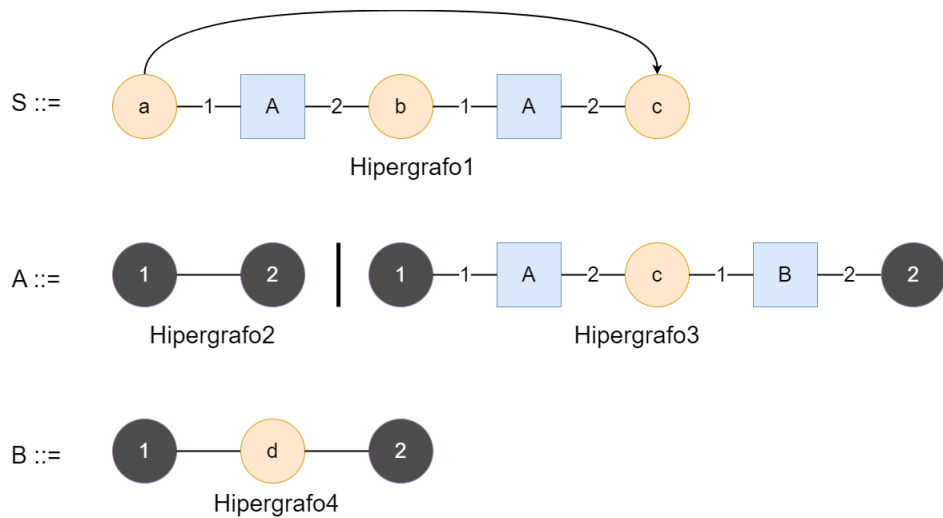 S ::= a 1 A 2 b 1 A 2 c
Hipergrafo1
A ::= 1 2 1 1 A 2 c 1 B 2 2
Hipergrafo2 Hipergrafo3
B ::= 1 d 2
Hipergrafo4